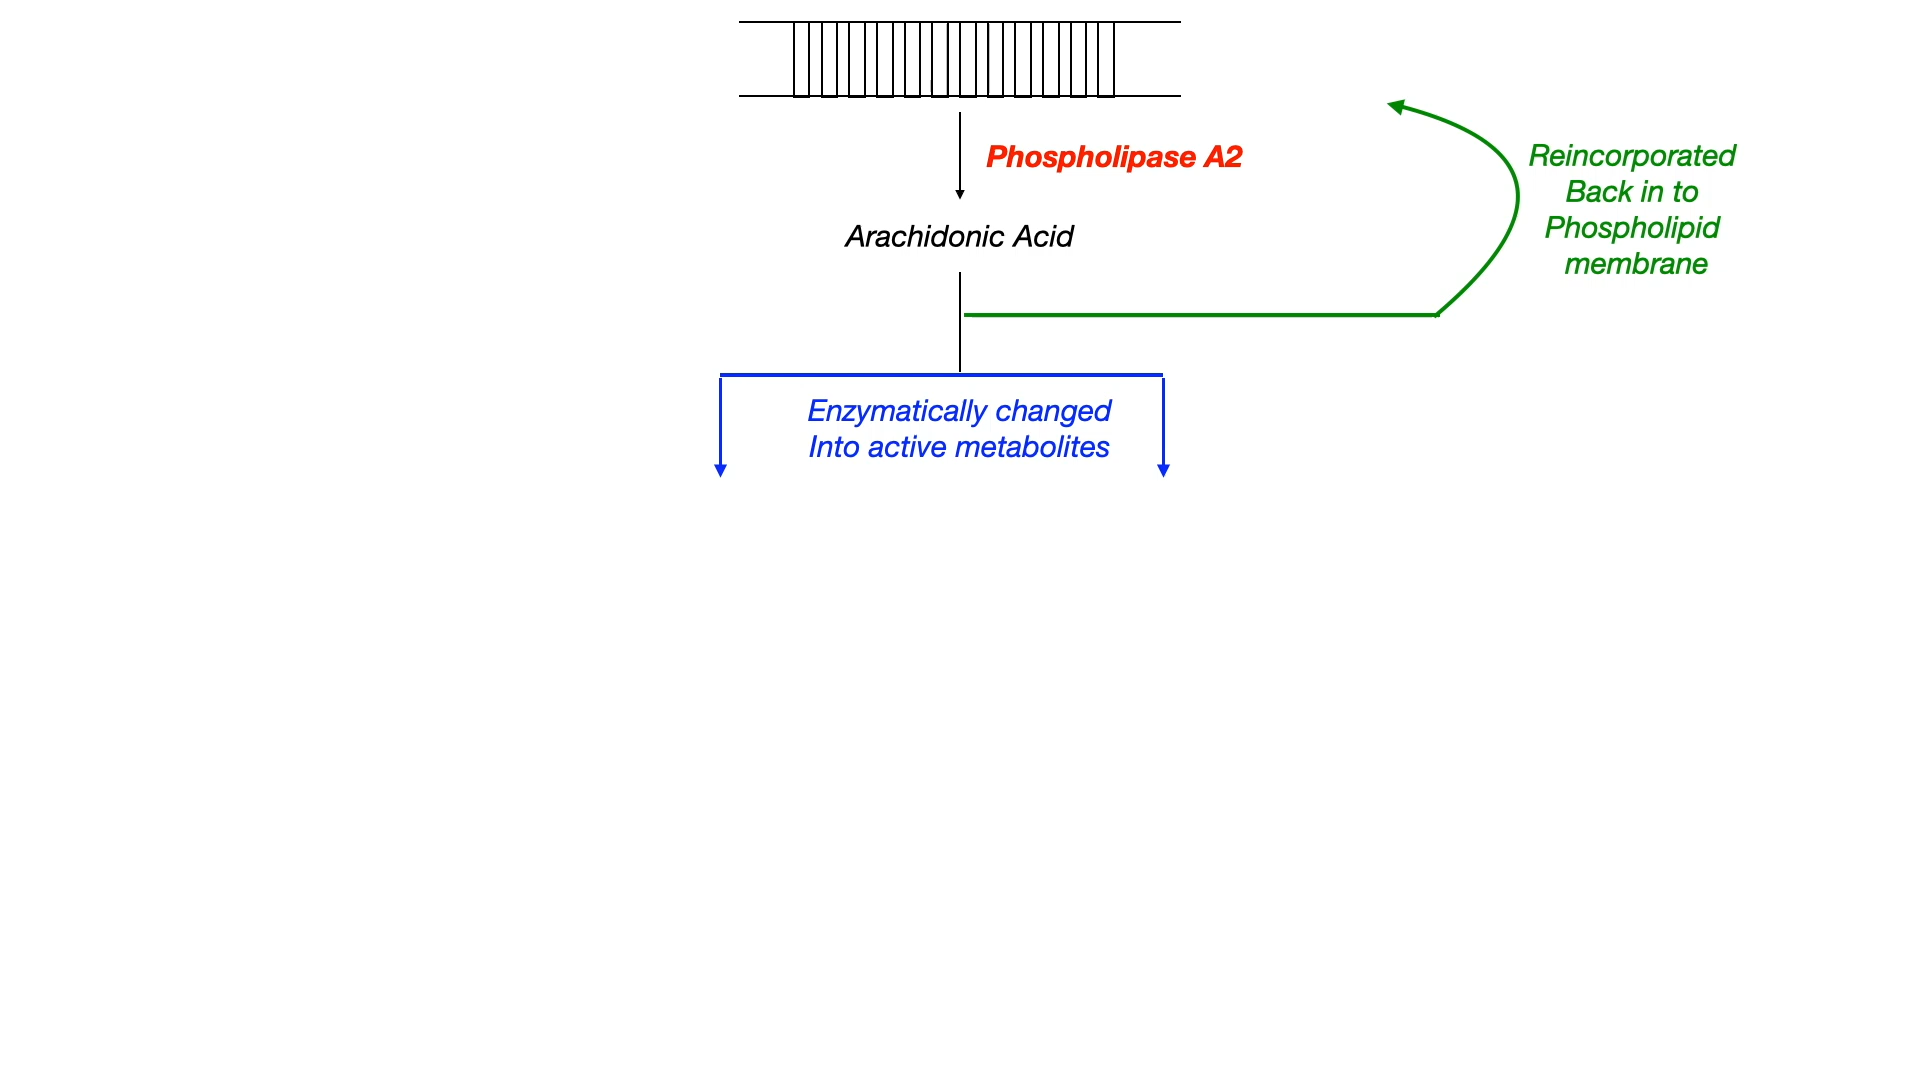 Phospholipase A2
Arachidonic Acid
Reincorporated
Back in to
Phospholipid
membrane
Enzymatically changed
Into active metabolites